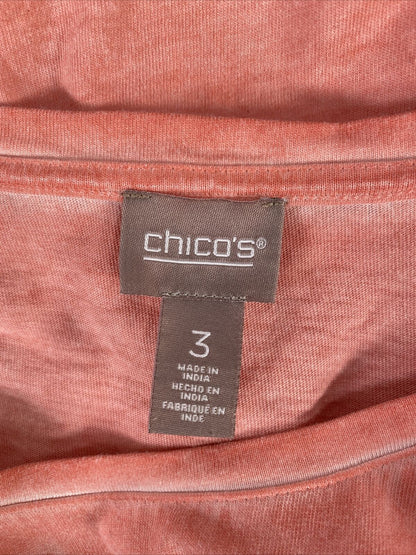 chico's®
3
MADE IN
INDIA
HECHO EN
INDIA
FABRIQUÉ EN
INDE